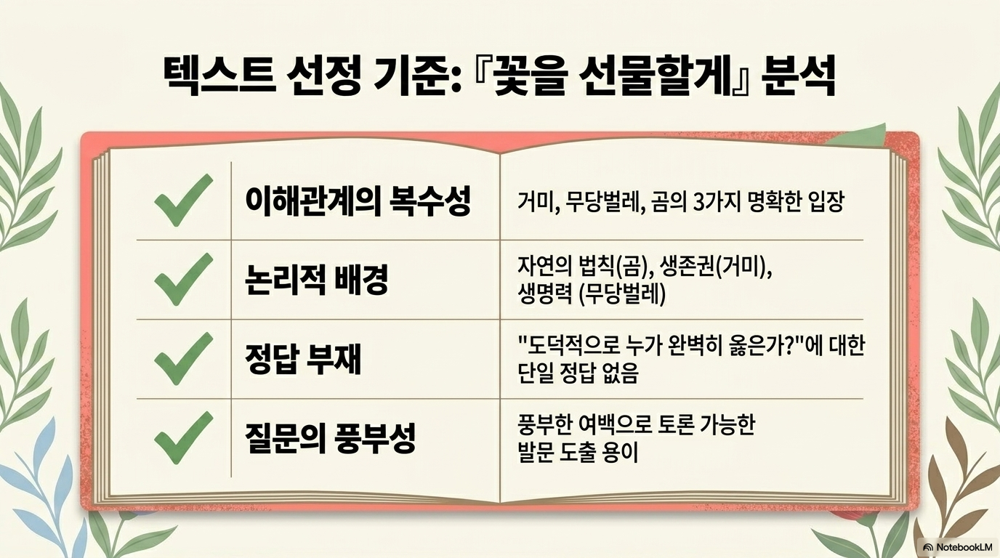 텍스트 선정 기준: 『꽃을 선물할게』 분석
이해관계의 복수성
거미, 무당벌레, 곰의 3가지 명확한 입장
논리적 배경
자연의 법칙(곰), 생존권(거미),
생명력 (무당벌레)
정답 부재
"도덕적으로 누가 완벽히 옳은가?"에 대한
단일 정답 없음
질문의 풍부성
풍부한 여백으로 토론 가능한
발문 도출 용이
NotebookLM